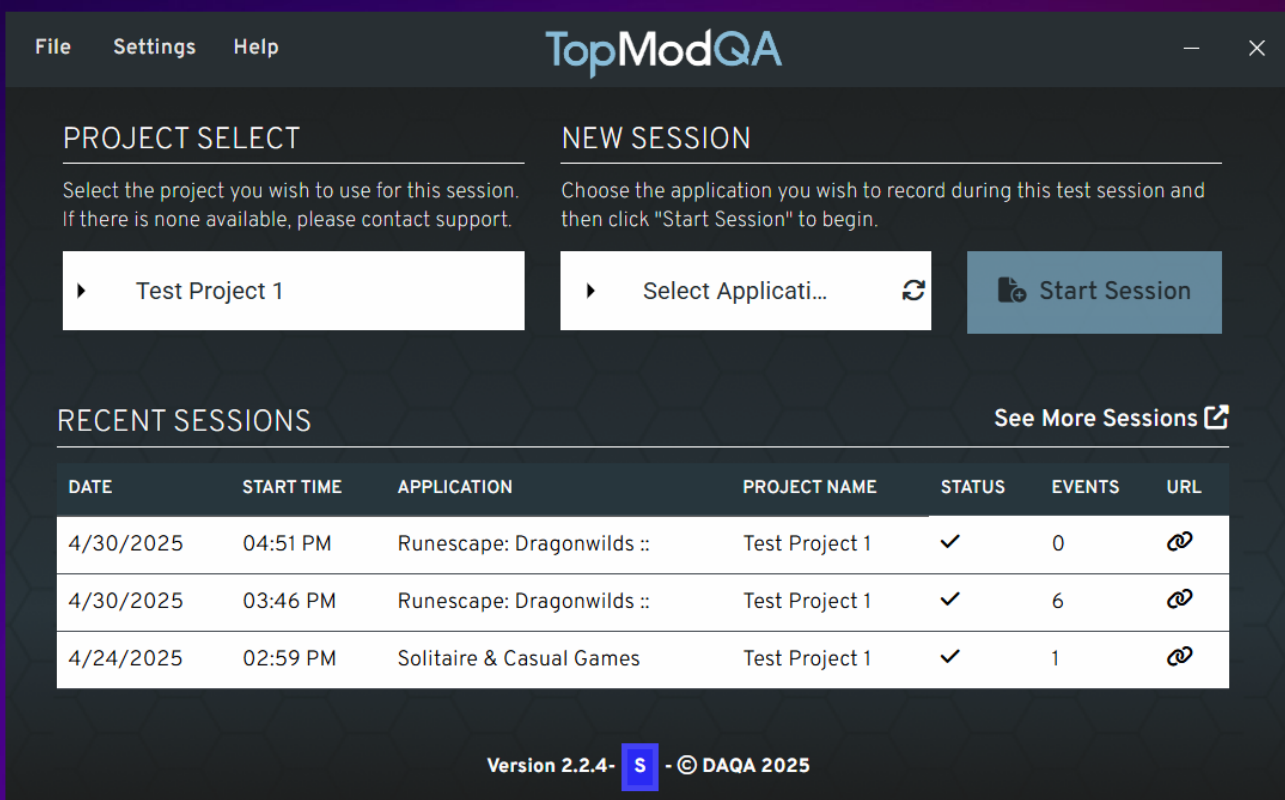 File Settings Help TopModQA
PROJECT SELECT
Select the project you wish to use for this session.
If there is none available, please contact support.
Test Project 1
NEW SESSION
Choose the application you wish to record during this test session and
then click "Start Session" to begin.
Select Applicati...
Start Session
RECENT SESSIONS
See More Sessions
DATE START TIME APPLICATION PROJECT NAME STATUS EVENTS URL
4/30/2025 04:51 PM Runescape: Dragonwilds :: Test Project 1 0
4/30/2025 03:46 PM Runescape: Dragonwilds :: Test Project 1 6
4/24/2025 02:59 PM Solitaire & Casual Games Test Project 1 1
Version 2.2.4- S - © DAQA 2025